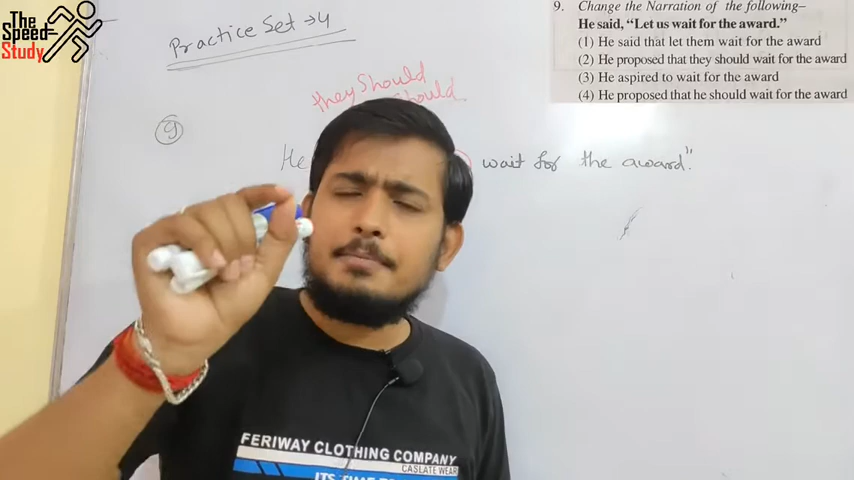 The
Speed-
Study
Practice Set → 4
9. Change the Narration of the following–
He said, “Let us wait for the award.”
(1) He said that let them wait for the award
(2) He proposed that they should wait for the award
(3) He aspired to wait for the award
(4) He proposed that he should wait for the award
they should
should
9
He
wait for the award".
FERIWAY CLOTHING COMPANY
CASLATE WEAR
ITS TIME